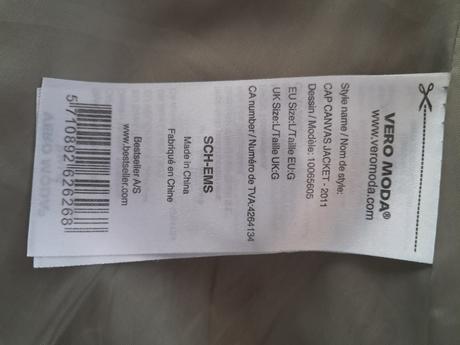 VERO MODA®
www.veromoda.com
Style name / Nom de style:
CAP CANVAS JACKET - 2011
Dessin / Modèle: 10065605
EU Size:L/Taille EU:G
UK Size:L/Taille UK:G
CA number / Numéro de TVA:4264134
SCH-EMS
Made in China
Fabriqué en Chine
Bestseller A/S
www.bestseller.com
5710892626268